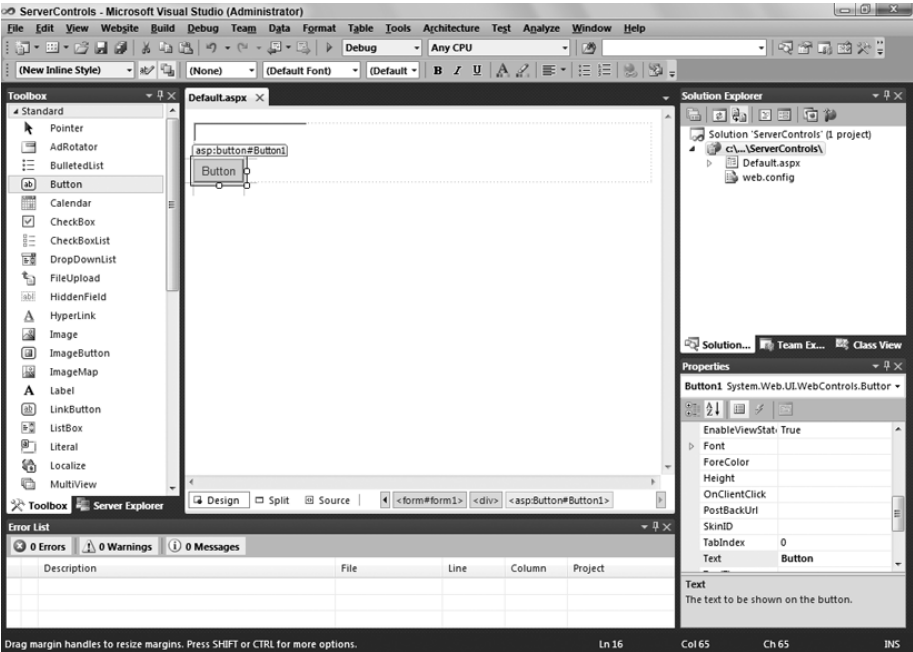 ServerControls - Microsoft Visual Studio (Administrator)
File Edit View Website Build Debug Team Data Format Table Tools Architecture Test Analyze Window Help
Debug Any CPU
(New Inline Style) (None) (Default Font) (Default B I U A
Toolbox
Standard
Pointer
AdRotator
BulletedList
Button
Calendar
CheckBox
CheckBoxList
DropDownList
FileUpload
HiddenField
HyperLink
Image
ImageButton
ImageMap
Label
LinkButton
ListBox
Literal
Localize
MultiView
Toolbox Server Explorer
Default.aspx
asp:button#Button1
Button
Design Split Source <form#form1> <div> <asp:Button#Button1>
Solution Explorer
Solution 'ServerControls' (1 project)
c:\...\ServerControls\
Default.aspx
web.config
Solution... Team Ex... Class View
Properties
Button1 System.Web.UI.WebControls.Button
EnableViewStat True
Font
ForeColor
Height
OnClientClick
PostBackUrl
SkinID
TabIndex 0
Text Button
Text
The text to be shown on the button.
Error List
0 Errors 0 Warnings 0 Messages
Description File Line Column Project
Drag margin handles to resize margins. Press SHIFT or CTRL for more options. Ln 16 Col 65 Ch 65 INS